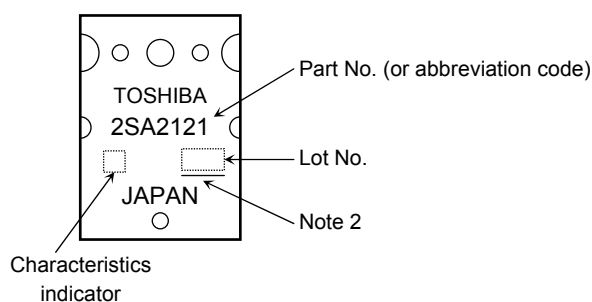 Part No. (or abbreviation code)
TOSHIBA
2SA2121
Lot No.
JAPAN
Note 2
Characteristics
indicator